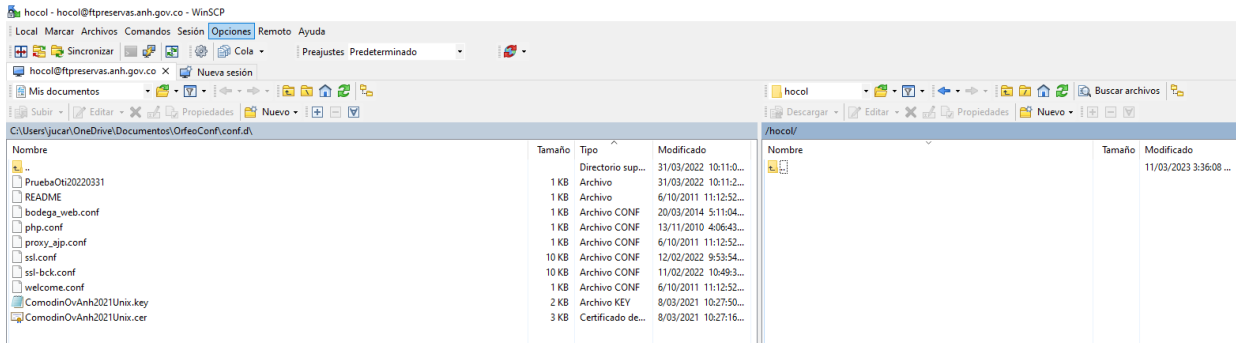 hocol - hocol@ftpreservas.anh.gov.co - WinSCP
Local Marcar Archivos Comandos Sesión Opciones Remoto Ayuda
Sincronizar Cola Preajustes Predeterminado
hocol@ftpreservas.anh.gov.co × Nueva sesión
Mis documentos hocol Buscar archivos
Subir Editar Propiedades Nuevo Descargar Editar Propiedades Nuevo
C:\Users\jucar\OneDrive\Documentos\OrfeoConf\conf.d\ /hocol/
Nombre Tamaño Tipo Modificado Nombre Tamaño Modificado
.. Directorio sup... 31/03/2022 10:11:0... .. 11/03/2023 3:36:08 ...
PruebaOti20220331 1 KB Archivo 31/03/2022 10:11:2...
README 1 KB Archivo 6/10/2011 11:12:52...
bodega_web.conf 1 KB Archivo CONF 20/03/2014 5:11:04...
php.conf 1 KB Archivo CONF 13/11/2010 4:06:43...
proxy_ajp.conf 1 KB Archivo CONF 6/10/2011 11:12:52...
ssl.conf 10 KB Archivo CONF 12/02/2022 9:53:54...
ssl-bck.conf 10 KB Archivo CONF 11/02/2022 10:49:3...
welcome.conf 1 KB Archivo CONF 6/10/2011 11:12:52...
ComodinOvAnh2021Unix.key 2 KB Archivo KEY 8/03/2021 10:27:50...
ComodinOvAnh2021Unix.cer 3 KB Certificado de... 8/03/2021 10:27:16...